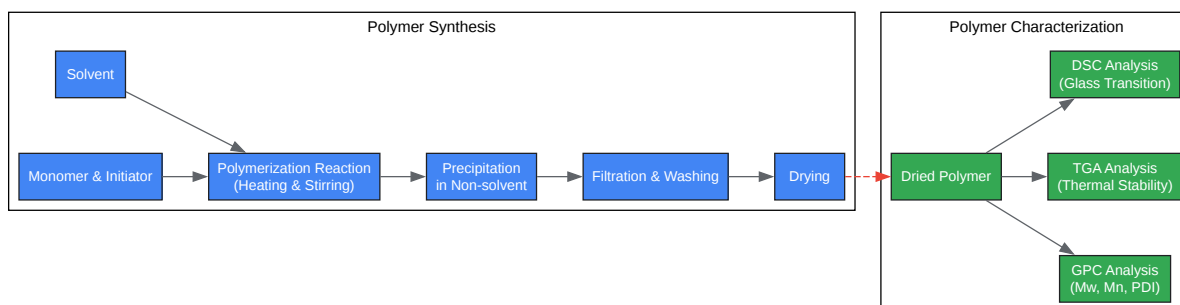 Polymer Synthesis
Solvent
Monomer & Initiator
Polymerization Reaction
(Heating & Stirring)
Precipitation
in Non-solvent
Filtration & Washing
Drying
Polymer Characterization
Dried Polymer
DSC Analysis
(Glass Transition)
TGA Analysis
(Thermal Stability)
GPC Analysis
(Mw, Mn, PDI)